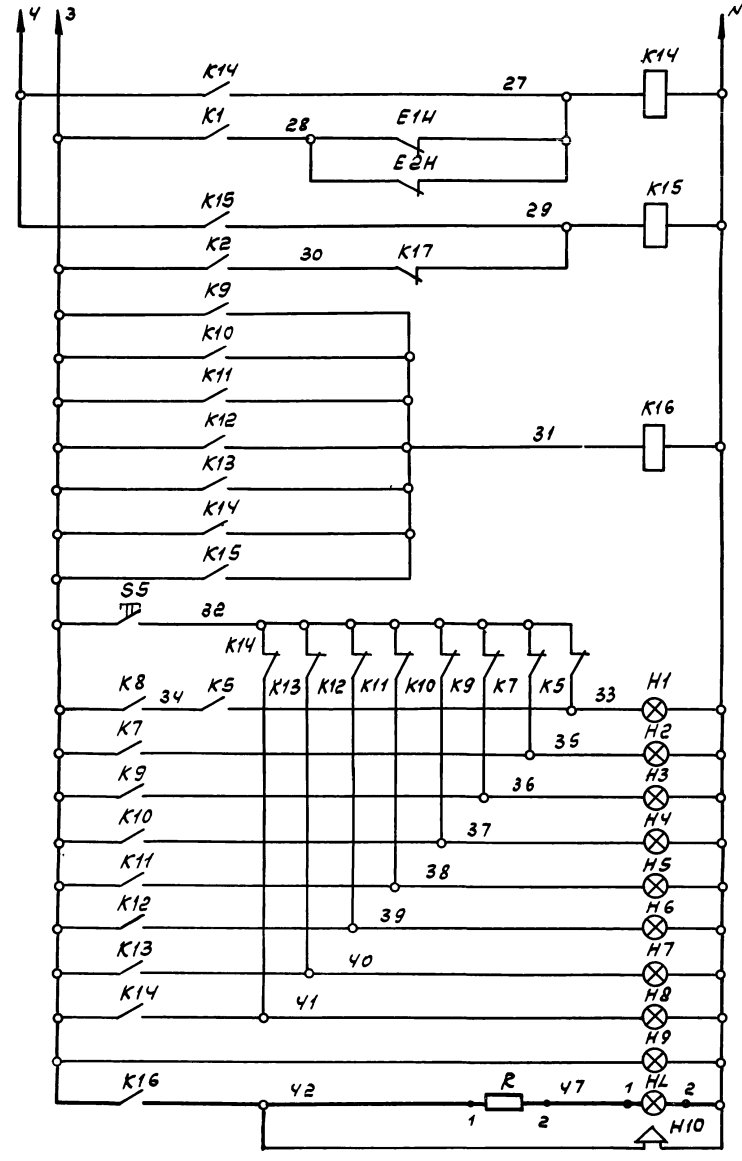 4 3 N
K14 27 K14
K1 28 E1H
E2H
K15 29 K15
K2 30 K17
K9
K10
K11 K16
K12 31
K13
K14
K15
S5 32
K14
K8 34 K5 K13 K12 K11 K10 K9 K7 K5 33 H1
K7 35 H2
K9 36 H3
K10 37 H4
K11 38 H5
K12 39 H6
K13 40 H7
K14 41 H8
H9
K16 42 R 47 1 HL 2
1 2 H10